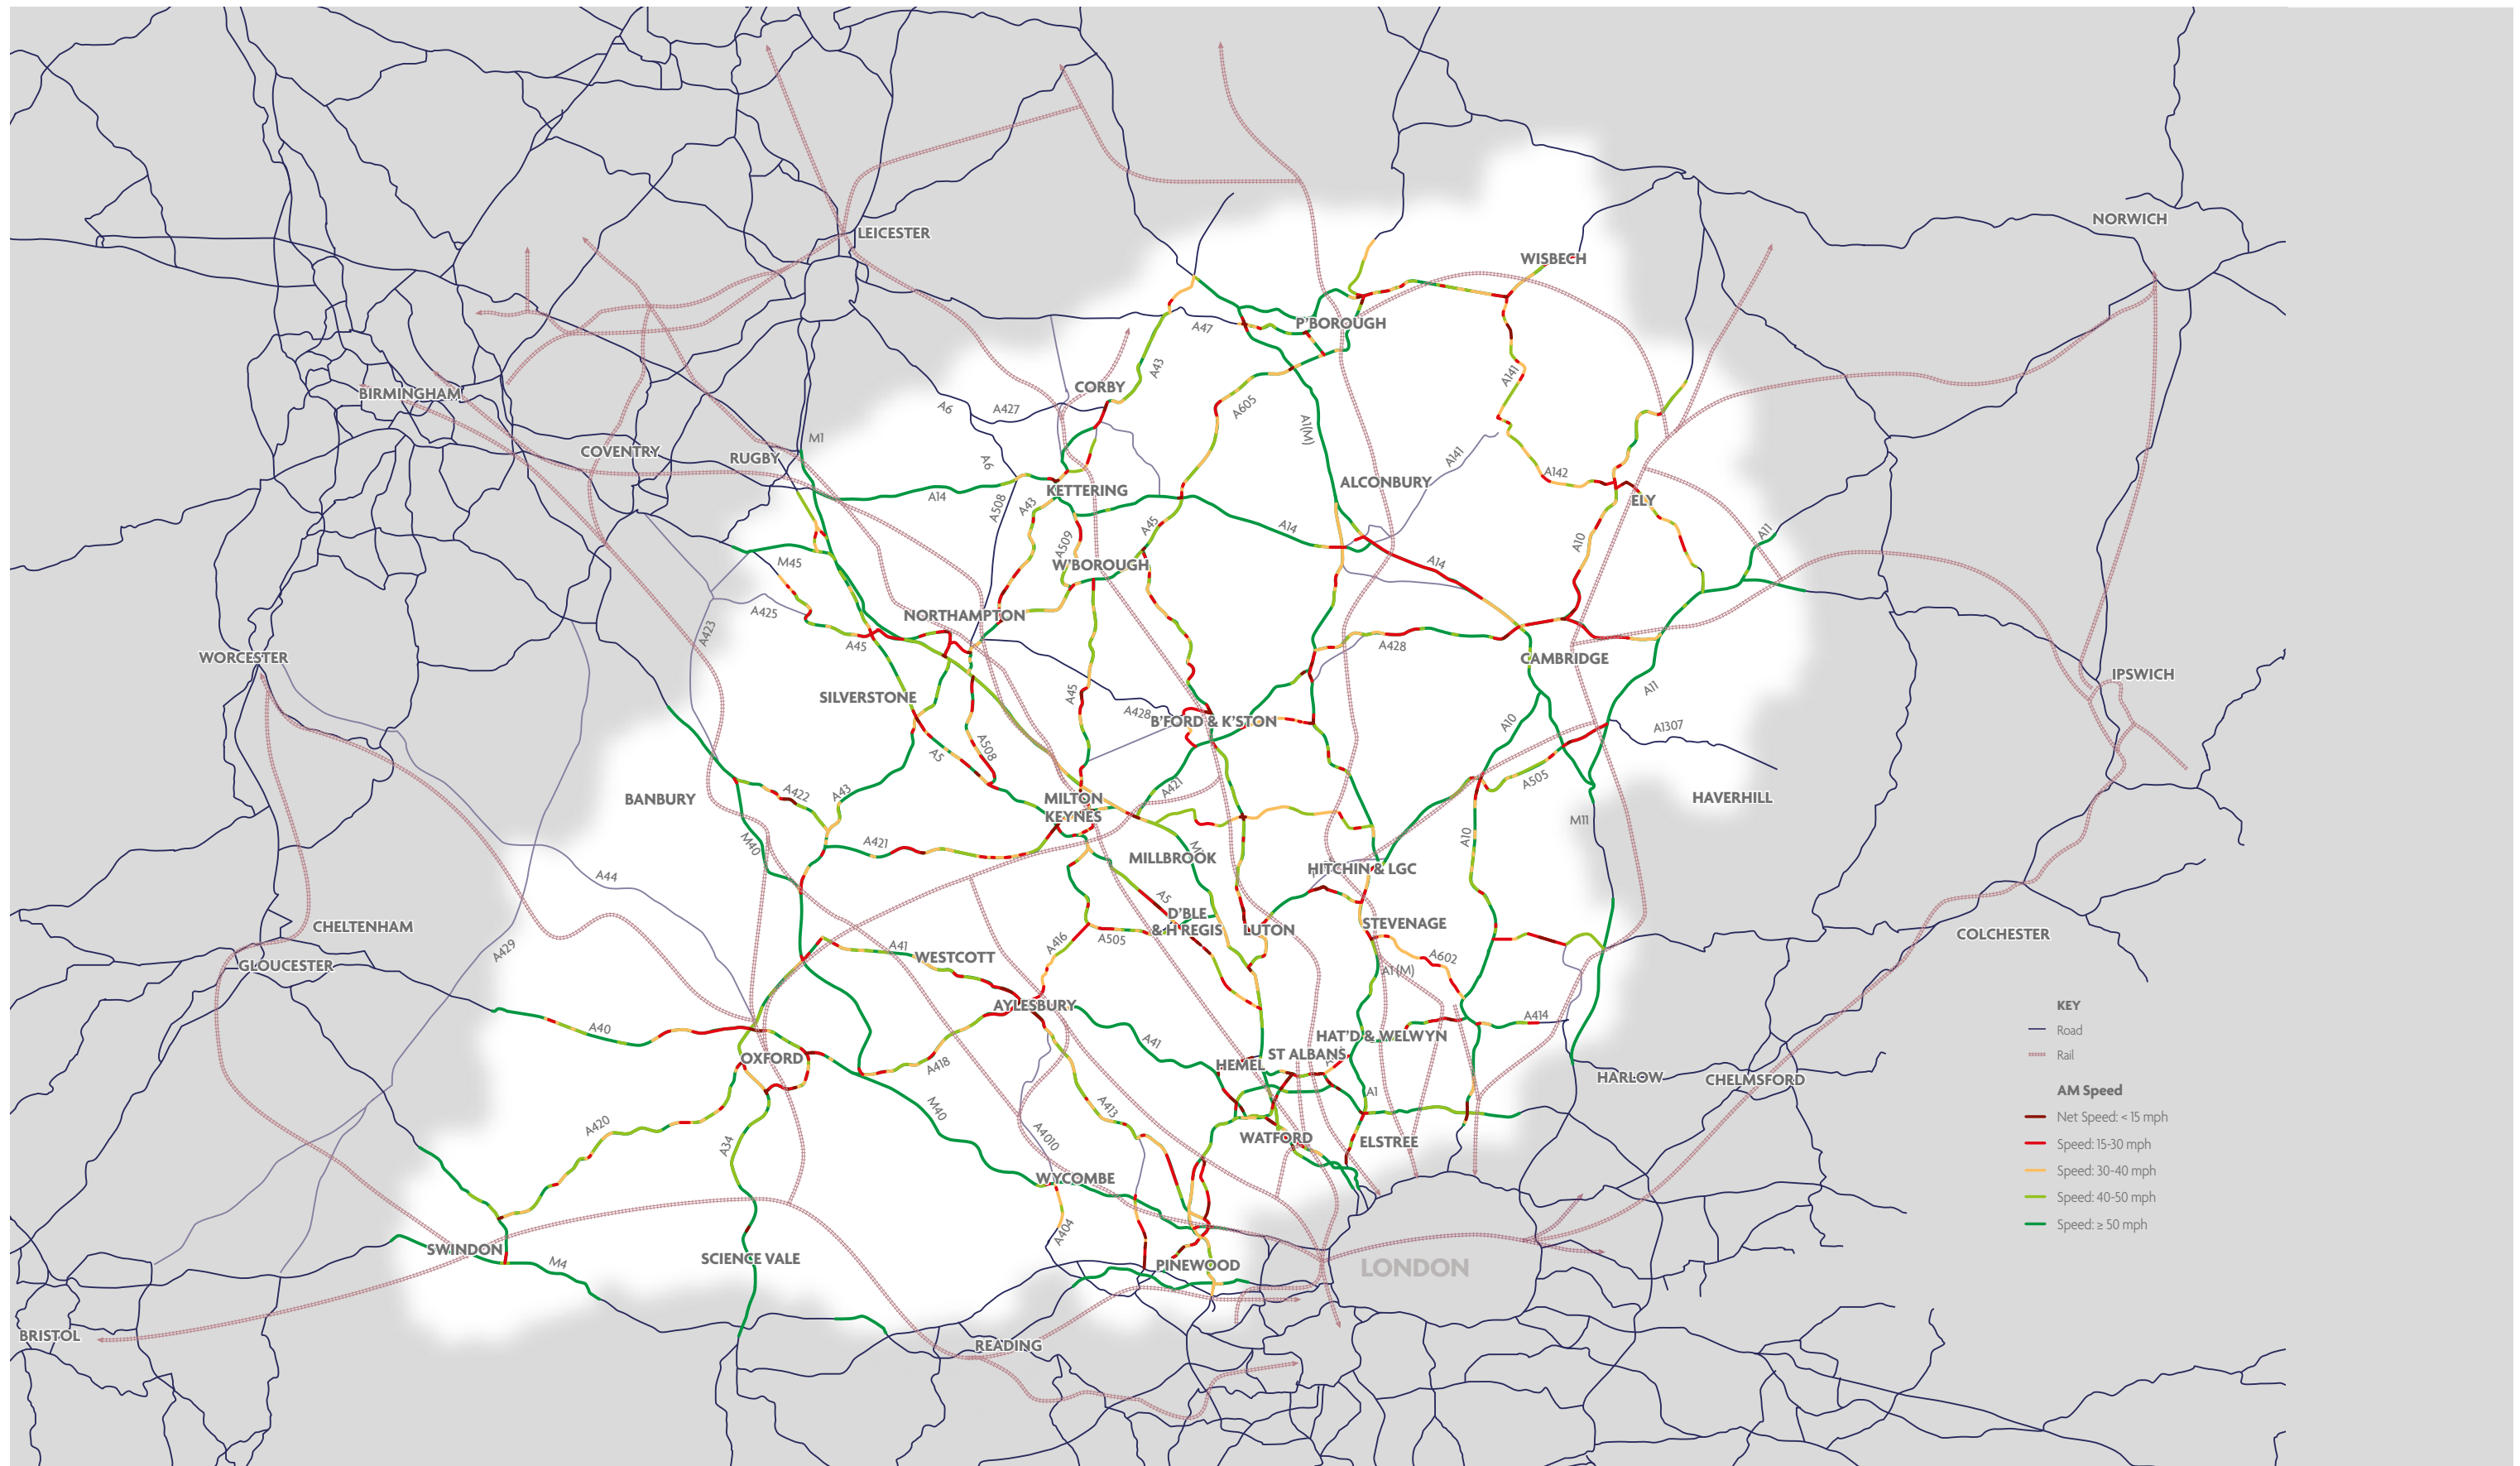 NORWICH
LEICESTER
WISBECH
P'BOROUGH
A47
A43
A141
CORBY
BIRMINGHAM
A6
A427
A605
A1(M)
M1
COVENTRY
RUGBY
A6
A141
A142
ALCONBURY
KETTERING
A14
ELY
A508
A43
A45
A14
A11
A509
A10
W'BOROUGH
M45
A14
A425
NORTHAMPTON
A423
A45
A428
WORCESTER
CAMBRIDGE
IPSWICH
A11
SILVERSTONE
A45
A428
B'FORD & K'STON
A10
A1307
A5
A508
A505
A422
A43
A421
BANBURY
MILTON
KEYNES
HAVERHILL
M11
M40
A421
A10
MILLBROOK
HITCHIN & LGC
A44
A5
D'BLE
& H REGIS
LUTON
STEVENAGE
CHELTENHAM
A505
A416
COLCHESTER
A429
A41
WESTCOTT
A602
GLOUCESTER
A1(M)
AYLESBURY
KEY
A40
A414
Road
A41
HAT'D & WELWYN
OXFORD
ST ALBANS
Rail
A418
HEMEL
HARLOW
CHELMSFORD
AM Speed
A1
M40
A413
Net Speed: < 15 mph
A420
A4010
WATFORD
ELSTREE
Speed: 15-30 mph
A34
Speed: 30-40 mph
WYCOMBE
Speed: 40-50 mph
A404
Speed: ≥ 50 mph
SWINDON
SCIENCE VALE
M4
PINEWOOD
LONDON
BRISTOL
READING